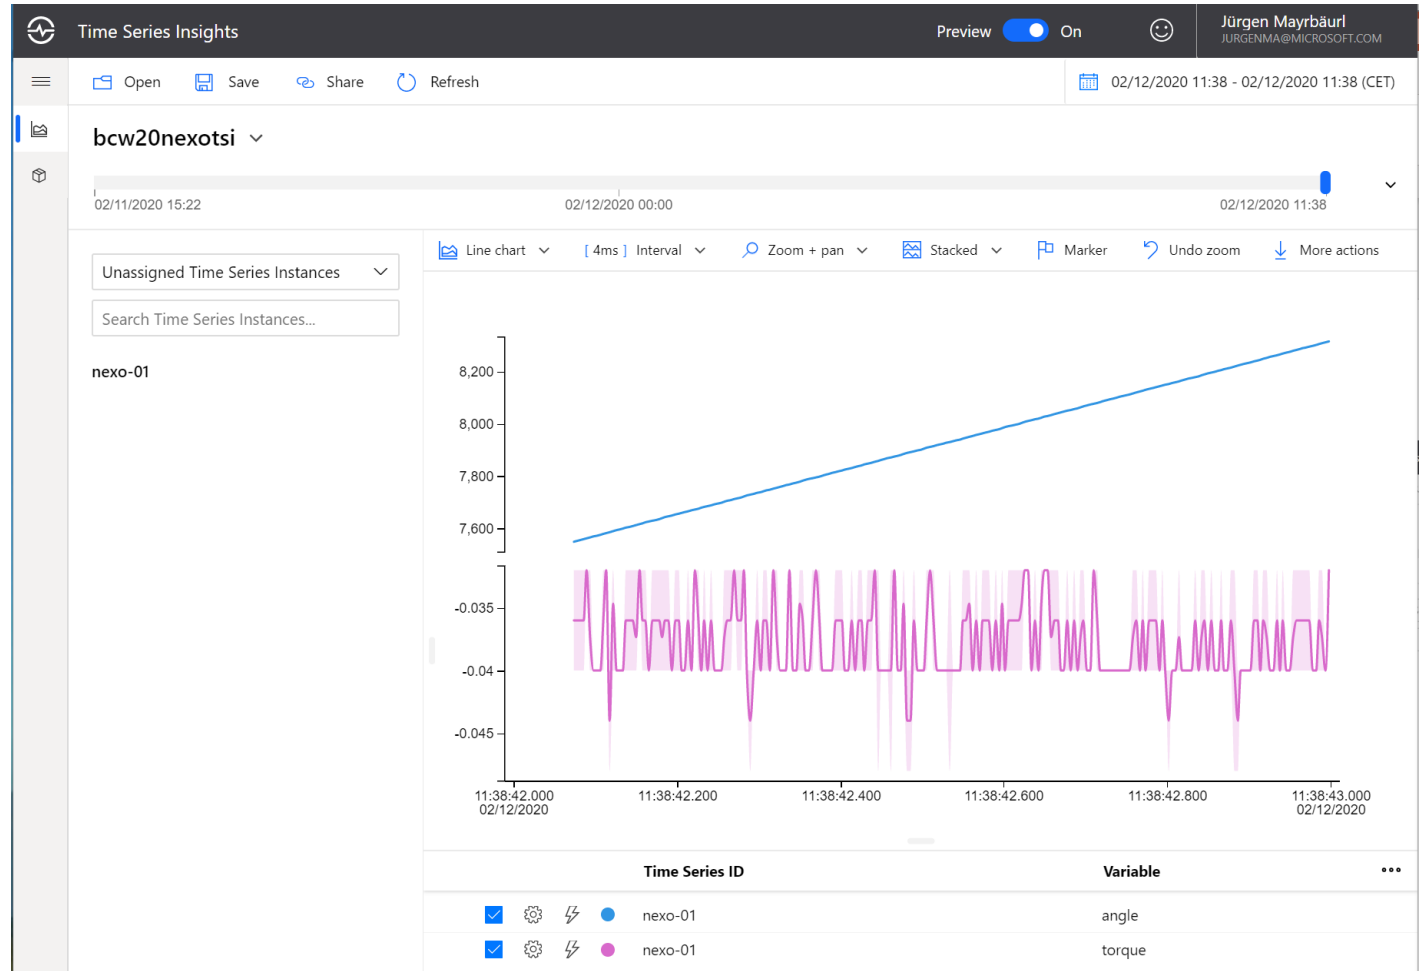 Time Series Insights
Preview On
Jürgen Mayrbäurl
JURGENMA@MICROSOFT.COM
Open Save Share Refresh
02/12/2020 11:38 - 02/12/2020 11:38 (CET)
bcw20nexotsi
02/11/2020 15:22 02/12/2020 00:00 02/12/2020 11:38
Unassigned Time Series Instances
Search Time Series Instances...
nexo-01
Line chart [ 4ms ] Interval Zoom + pan Stacked Marker Undo zoom More actions
8,200
8,000
7,800
7,600
-0.035
-0.04
-0.045
11:38:42.000 11:38:42.200 11:38:42.400 11:38:42.600 11:38:42.800 11:38:43.000
02/12/2020 02/12/2020
Time Series ID Variable
nexo-01 angle
nexo-01 torque